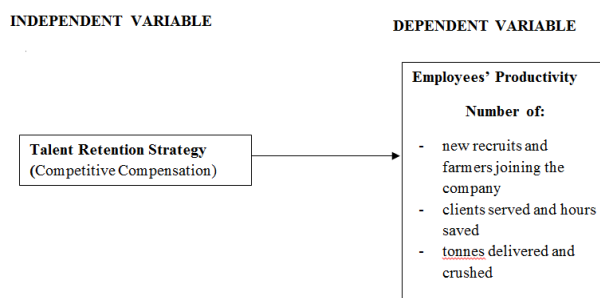 INDEPENDENT VARIABLE
DEPENDENT VARIABLE
Talent Retention Strategy
(Competitive Compensation)
Employees' Productivity
Number of:
- new recruits and
farmers joining the
company
- clients served and hours
saved
- tonnes delivered and
crushed